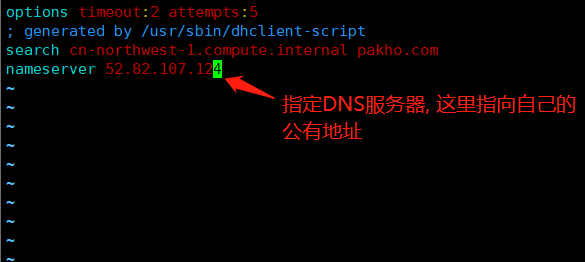 options timeout:2 attempts:5
; generated by /usr/sbin/dhclient-script
search cn-northwest-1.compute.internal pakho.com
nameserver 52.82.107.124
~
~
指定DNS服务器, 这里指向自己的
~
公有地址
~
~
~
~
~
~
~